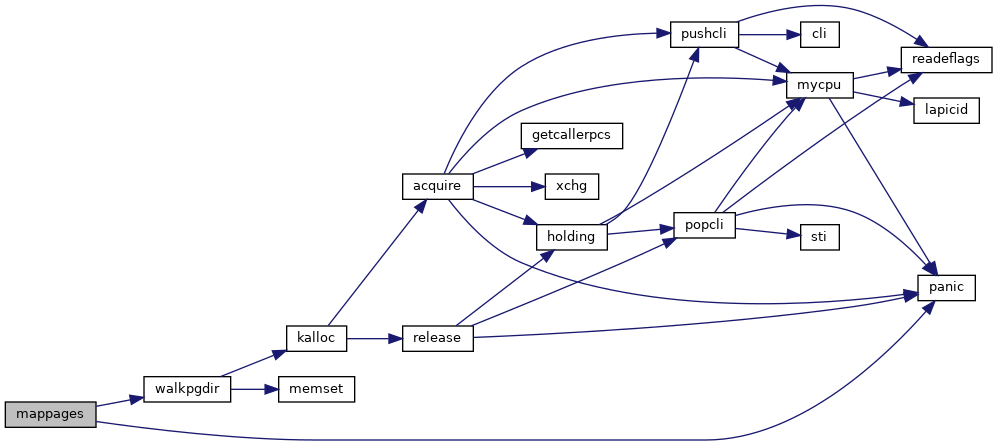 mappages
walkpgdir
kalloc
memset
acquire
release
getcallerpcs
xchg
holding
pushcli
popcli
cli
mycpu
sti
readeflags
lapicid
panic